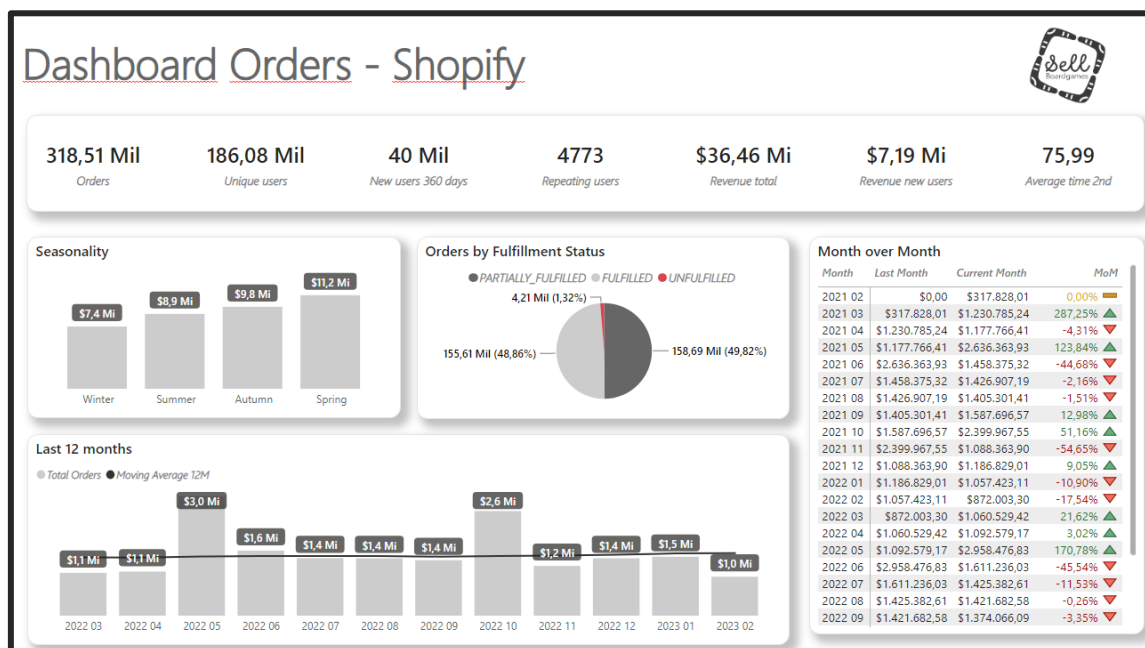 Dashboard Orders - Shopify
Sell
Boardgames
318,51 Mil 186,08 Mil 40 Mil 4773 $36,46 Mi $7,19 Mi 75,99
Orders Unique users New users 360 days Repeating users Revenue total Revenue new users Average time 2nd
Seasonality
$7,4 Mi $8,9 Mi $9,8 Mi $11,2 Mi
Winter Summer Autumn Spring
Orders by Fulfillment Status
PARTIALLY_FULFILLED FULFILLED UNFULFILLED
4,21 Mil (1,32%)
155,61 Mil (48,86%) 158,69 Mil (49,82%)
Last 12 months
Total Orders Moving Average 12M
$1,1 Mi $1,1 Mi $3,0 Mi $1,6 Mi $1,4 Mi $1,4 Mi $1,4 Mi $2,6 Mi $1,2 Mi $1,4 Mi $1,5 Mi $1,0 Mi
2022 03 2022 04 2022 05 2022 06 2022 07 2022 08 2022 09 2022 10 2022 11 2022 12 2023 01 2023 02
Month over Month
Month Last Month Current Month MoM
2021 02 $0,00 $317.828,01 0,00%
2021 03 $317.828,01 $1.230.785,24 287,25%
2021 04 $1.230.785,24 $1.177.766,41 -4,31%
2021 05 $1.177.766,41 $2.636.363,93 123,84%
2021 06 $2.636.363,93 $1.458.375,32 -44,68%
2021 07 $1.458.375,32 $1.426.907,19 -2,16%
2021 08 $1.426.907,19 $1.405.301,41 -1,51%
2021 09 $1.405.301,41 $1.587.696,57 12,98%
2021 10 $1.587.696,57 $2.399.967,55 51,16%
2021 11 $2.399.967,55 $1.088.363,90 -54,65%
2021 12 $1.088.363,90 $1.186.829,01 9,05%
2022 01 $1.186.829,01 $1.057.423,11 -10,90%
2022 02 $1.057.423,11 $872.003,30 -17,54%
2022 03 $872.003,30 $1.060.529,42 21,62%
2022 04 $1.060.529,42 $1.092.579,17 3,02%
2022 05 $1.092.579,17 $2.958.476,83 170,78%
2022 06 $2.958.476,83 $1.611.236,03 -45,54%
2022 07 $1.611.236,03 $1.425.382,61 -11,53%
2022 08 $1.425.382,61 $1.421.682,58 -0,26%
2022 09 $1.421.682,58 $1.374.066,09 -3,35%